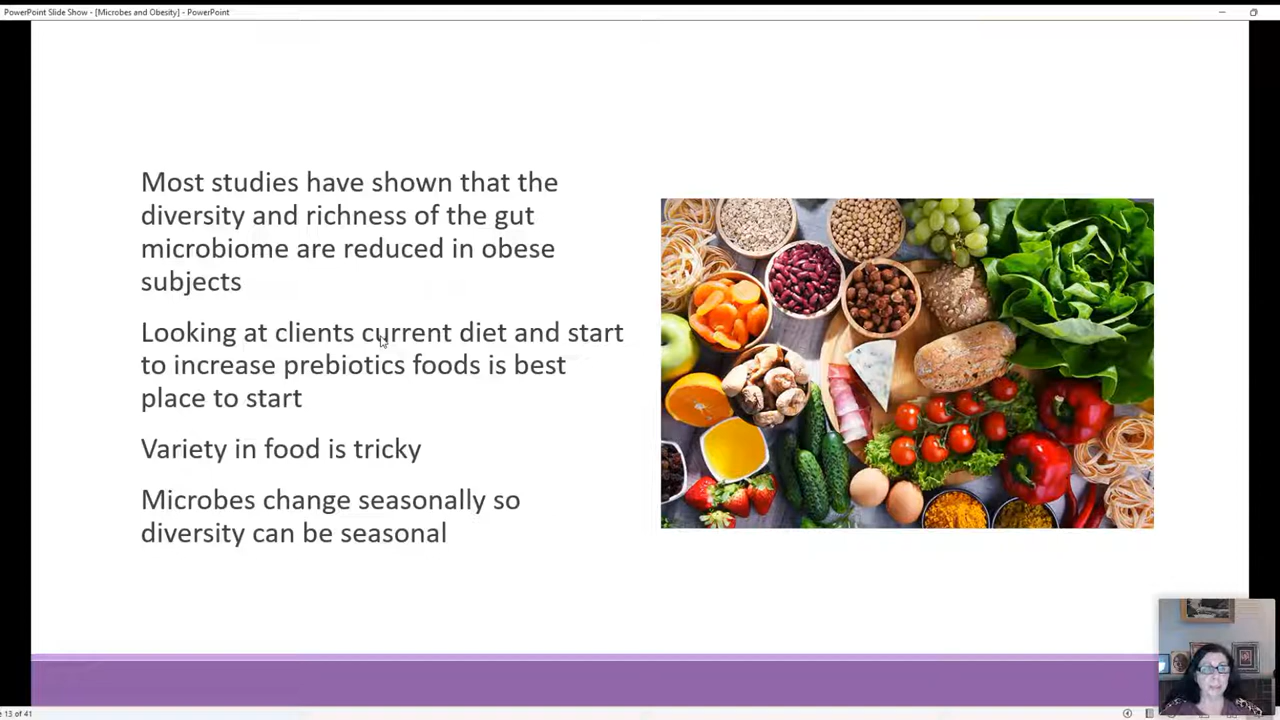 PowerPoint Slide Show - [Microbes and Obesity] - PowerPoint
Most studies have shown that the
diversity and richness of the gut
microbiome are reduced in obese
subjects
Looking at clients current diet and start
to increase prebiotics foods is best
place to start
Variety in food is tricky
Microbes change seasonally so
diversity can be seasonal
13 of 41